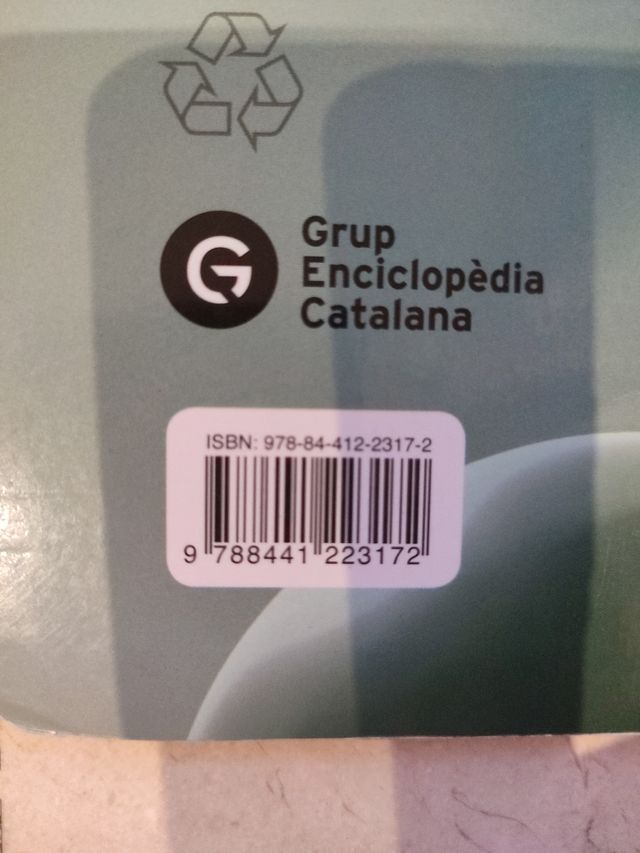 G
Grup
Enciclopèdia
Catalana
ISBN: 978-84-412-2317-2
9 788441 223172